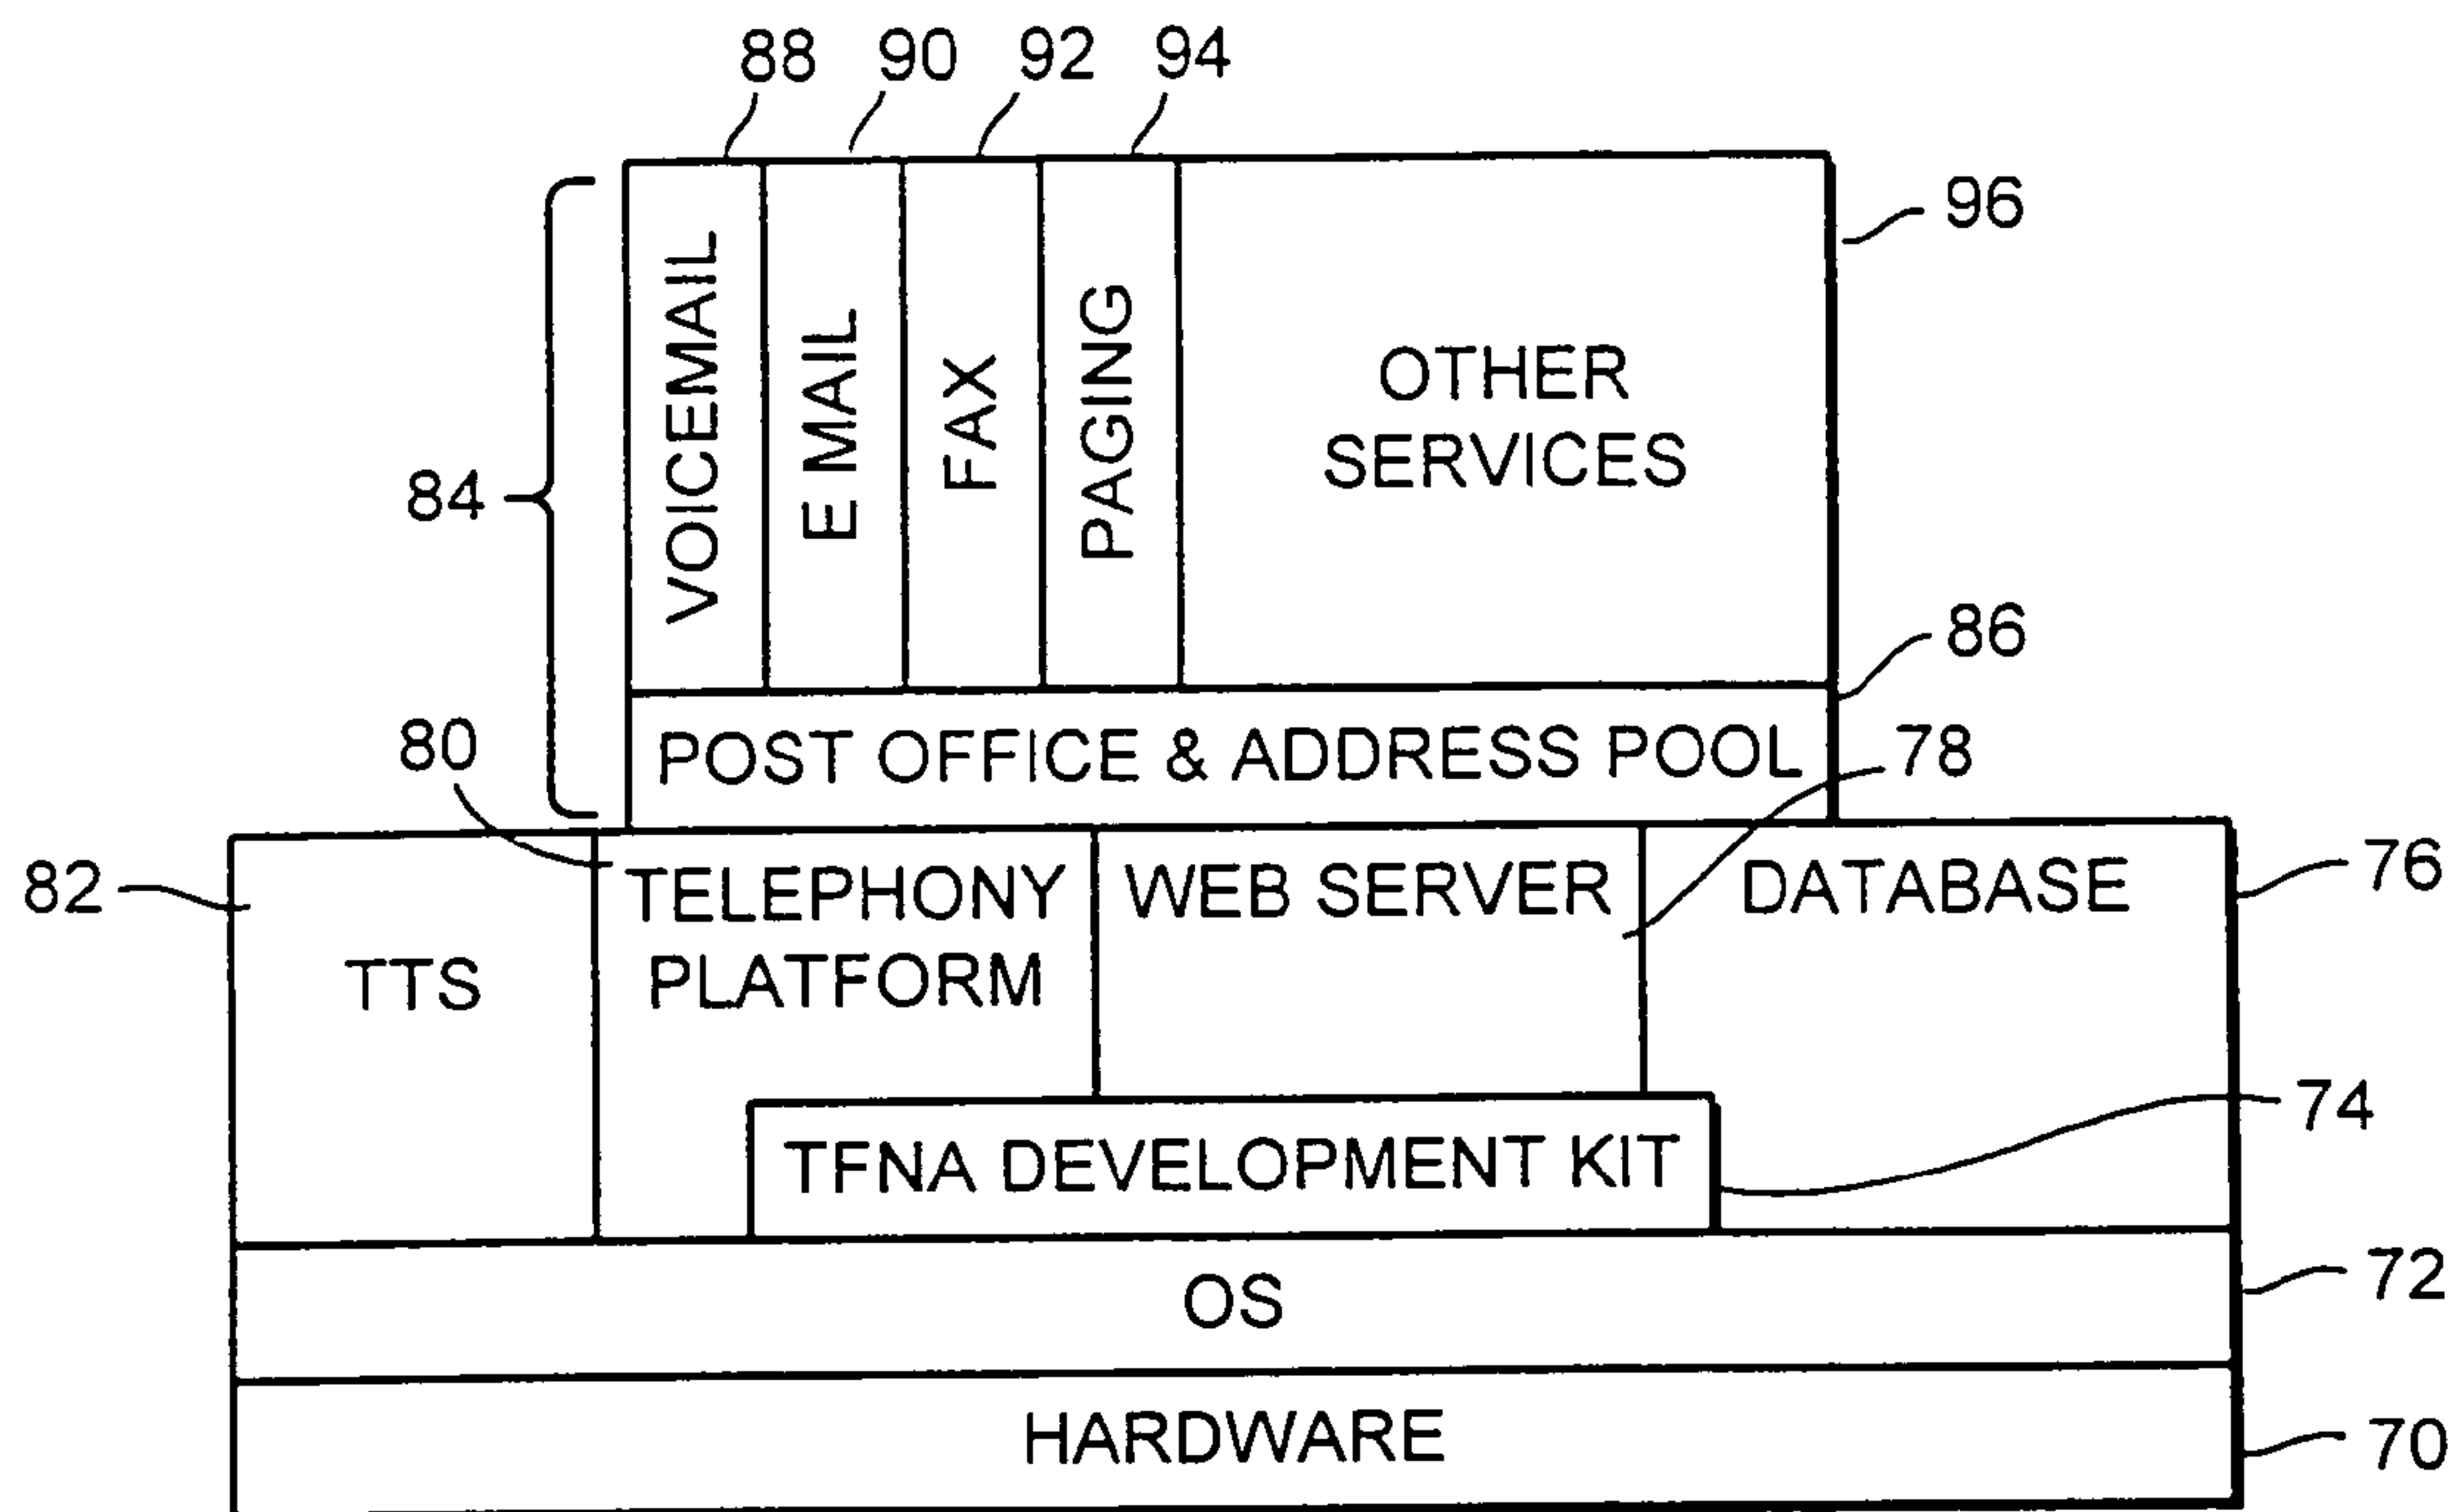 88 90 92 94
96
VOICEMAIL
E MAIL
FAX
PAGING
OTHER
SERVICES
84
86
POST OFFICE & ADDRESS POOL
80
78
82
TELEPHONY
PLATFORM
WEB SERVER
DATABASE
76
TTS
74
TFNA DEVELOPMENT KIT
OS
72
HARDWARE
70